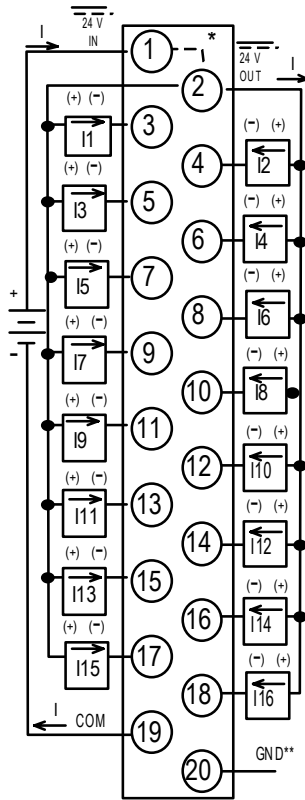 24 V
I IN 1 * 24 V
2 OUT I
(+) (−) 3 (−) (+)
I1 4 I2
(+) (−) (−) (+)
I3 5 6 I4
(+) (−) (−) (+)
I5 7 8 I6
(+) (−) (−) (+)
+
I7 9 10 I8
-
(+) (−) (−) (+)
I9 11 12 I10
(+) (−) (−) (+)
I11 13 14 I12
(+) (−) (−) (+)
I13 15 16 I14
(+) (−) (−) (+)
I15 17 18 I16
I COM 19
20 GND**